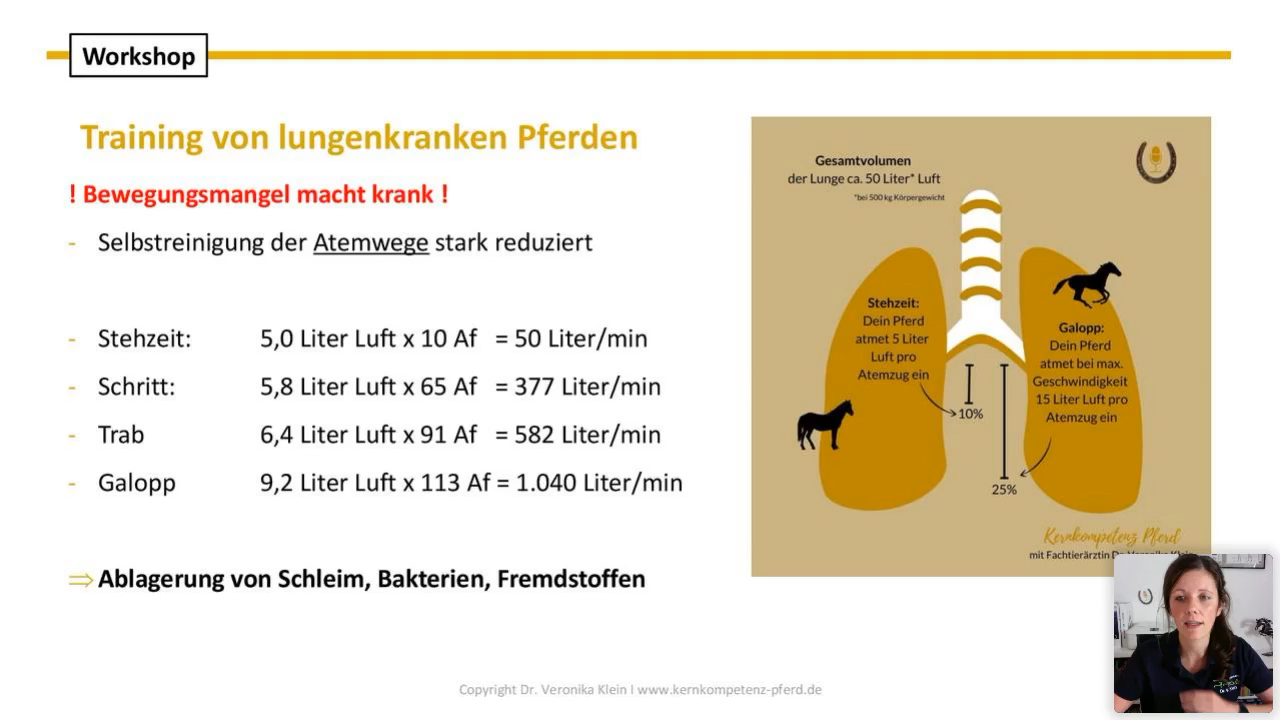 Workshop
Training von lungenkranken Pferden
! Bewegungsmangel macht krank !
- Selbstreinigung der Atemwege stark reduziert
- Stehzeit: 5,0 Liter Luft x 10 Af = 50 Liter/min
- Schritt: 5,8 Liter Luft x 65 Af = 377 Liter/min
- Trab 6,4 Liter Luft x 91 Af = 582 Liter/min
- Galopp 9,2 Liter Luft x 113 Af = 1.040 Liter/min
⇒ Ablagerung von Schleim, Bakterien, Fremdstoffen
Gesamtvolumen
der Lunge ca. 50 Liter* Luft
*bei 500 kg Körpergewicht
Stehzeit:
Dein Pferd
atmet 5 Liter
Luft pro
Atemzug ein
10%
Galopp:
Dein Pferd
atmet bei max.
Geschwindigkeit
15 Liter Luft pro
Atemzug ein
25%
Kernkompetenz Pferd
mit Fachtierärztin Dr. Veronika Klein
Copyright Dr. Veronika Klein I www.kernkompetenz-pferd.de